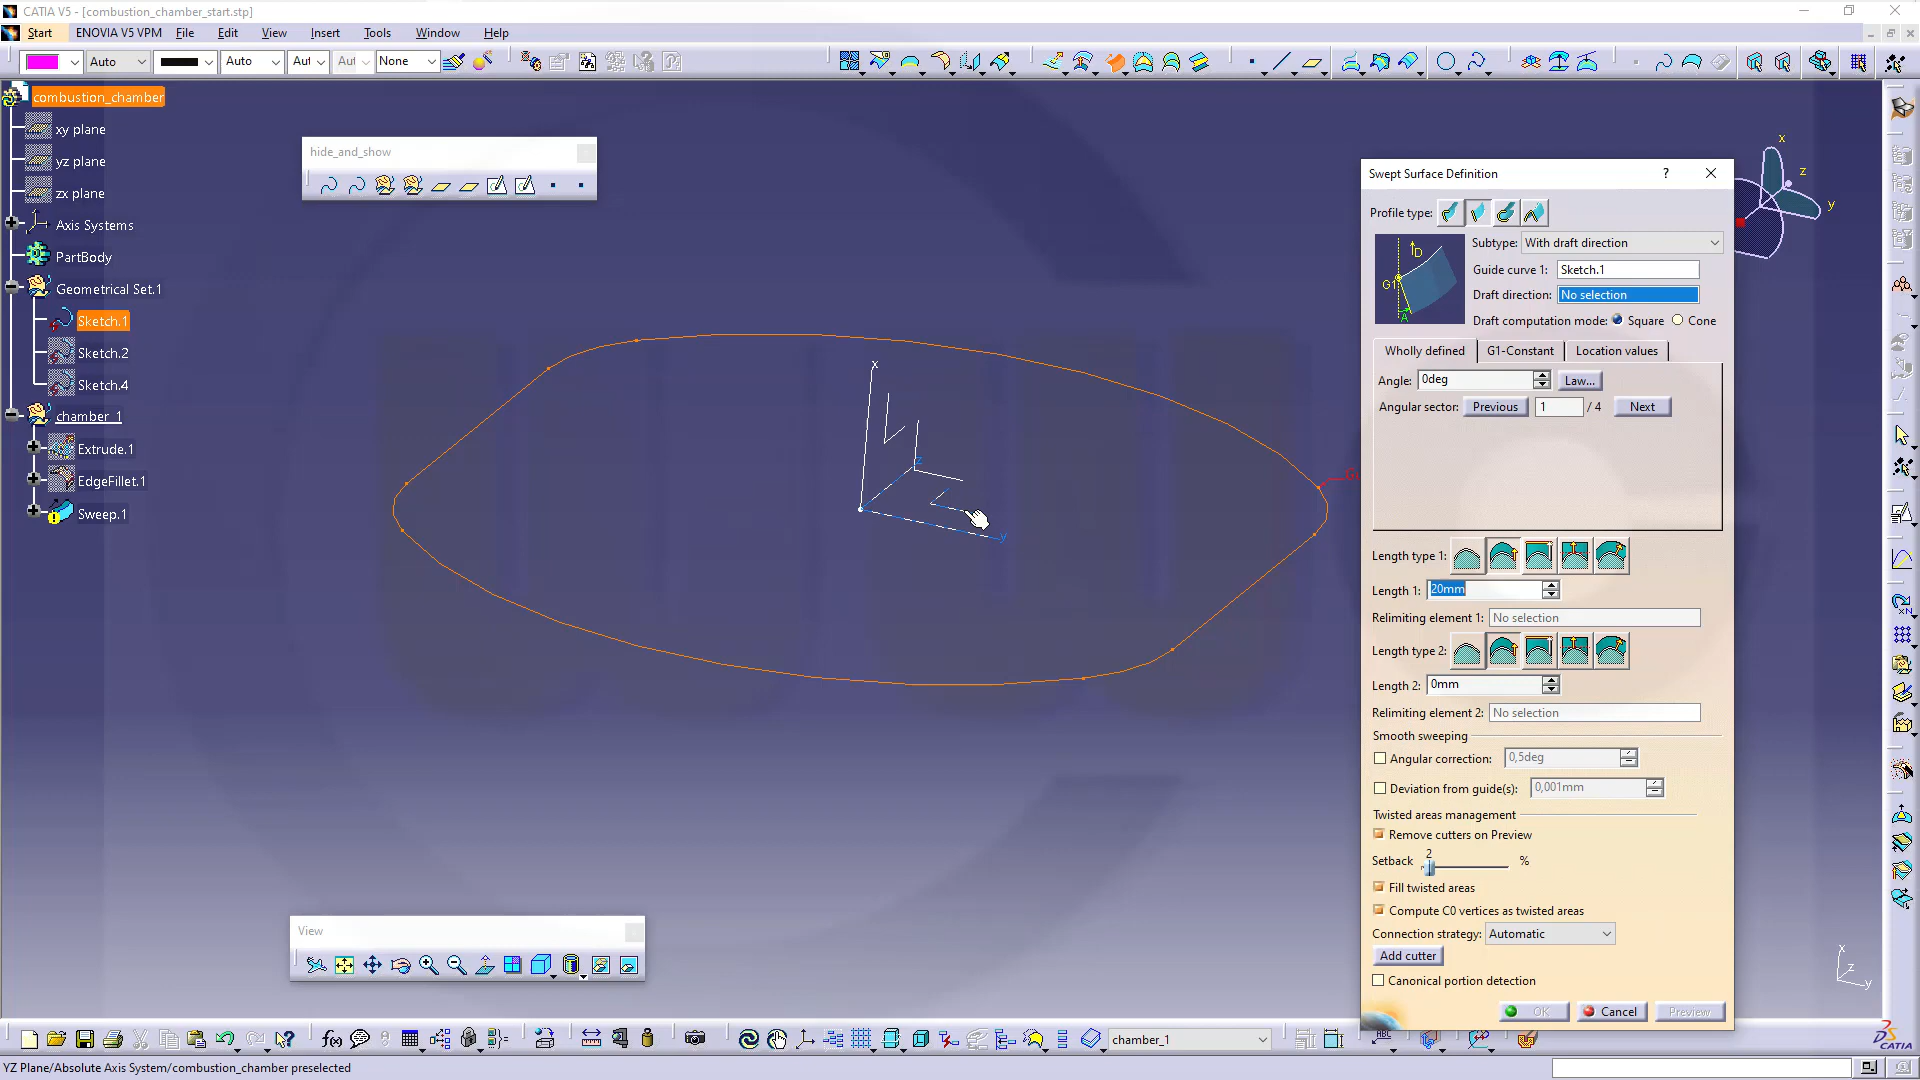 CATIA V5 - [combustion_chamber_start.stp]
Start ENOVIA V5 VPM File Edit View Insert Tools Window Help
Auto Auto Aut Aut None
combustion_chamber
xy plane
yz plane
zx plane
Axis Systems
PartBody
Geometrical Set.1
Sketch.1
Sketch.2
Sketch.4
chamber_1
Extrude.1
EdgeFillet.1
Sweep.1
hide_and_show
x
z
y
x
z
y
Swept Surface Definition ?
Profile type:
Subtype: With draft direction
Guide curve 1: Sketch.1
Draft direction: No selection
Draft computation mode: Square Cone
D
G1
A
Wholly defined G1-Constant Location values
Angle: 0deg Law...
Angular sector: Previous 1 / 4 Next
Length type 1:
Length 1: 20mm
Relimiting element 1: No selection
Length type 2:
Length 2: 0mm
Relimiting element 2: No selection
Smooth sweeping
Angular correction: 0,5deg
Deviation from guide(s): 0,001mm
Twisted areas management
Remove cutters on Preview
Setback 2 %
Fill twisted areas
Compute C0 vertices as twisted areas
Connection strategy: Automatic
Add cutter
Canonical portion detection
OK Cancel Preview
View
x
z
y
chamber_1
CATIA
YZ Plane/Absolute Axis System/combustion_chamber preselected